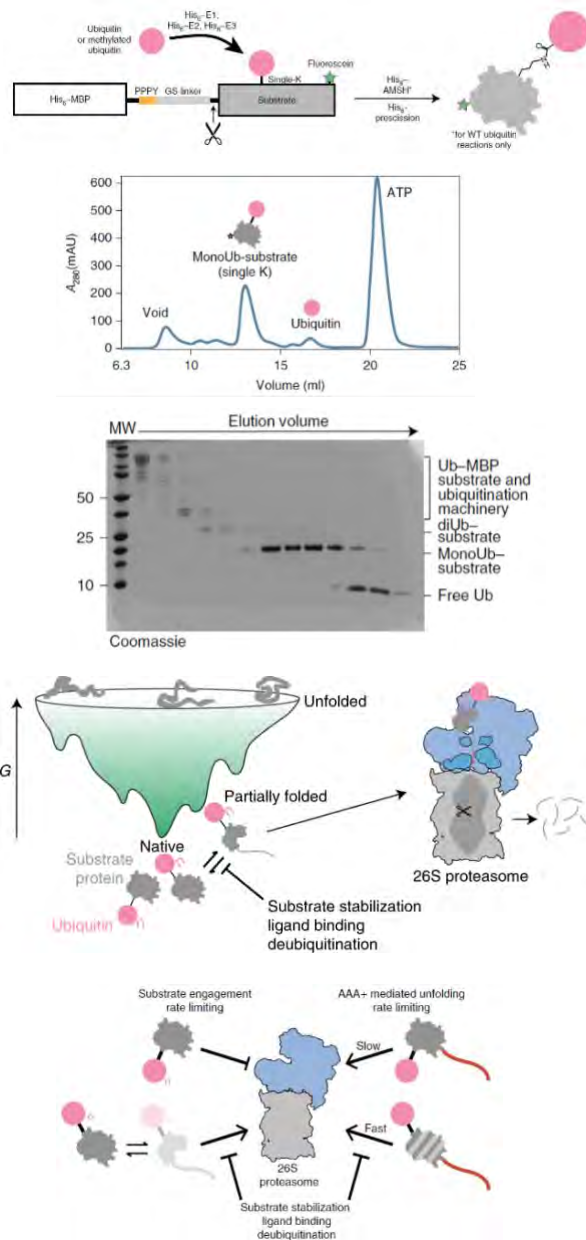 Ubiquitin
or methylated
ubiquitin
His₆–E1,
His₆–E2, His₆–E3
Fluorescein
Single-K
His₆–MBP
PPPY
GS-linker
Substrate
His₆–
AMSH*
His₆-
proscission
*for WT ubiquitin
reactions only
600
500
400
300
200
100
0
A₂₈₀(mAU)
ATP
MonoUb-substrate
(single K)
Void
Ubiquitin
6.3
10
15
20
25
Volume (ml)
MW
Elution volume
50
25
10
Ub–MBP
substrate and
ubiquitination
machinery
diUb–
substrate
MonoUb–
substrate
Free Ub
Coomassie
G
Unfolded
Partially folded
Native
Substrate
protein
Ubiquitin
26S proteasome
Substrate stabilization
ligand binding
deubiquitination
Substrate engagement
rate limiting
AAA+ mediated unfolding
rate limiting
Slow
Fast
26S
proteasome
Substrate stabilization
ligand binding
deubiquitination